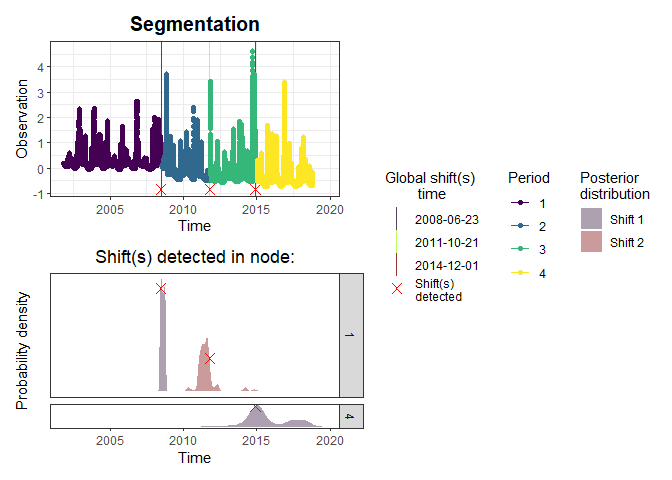 Segmentation
Observation
4
3
2
1
0
-1
2005
2010
2015
2020
Time
Shift(s) detected in node:
Probability density
1
4
2005
2010
2015
2020
Time
Global shift(s)
time
2008-06-23
2011-10-21
2014-12-01
Shift(s)
detected
Period
1
2
3
4
Posterior
distribution
Shift 1
Shift 2